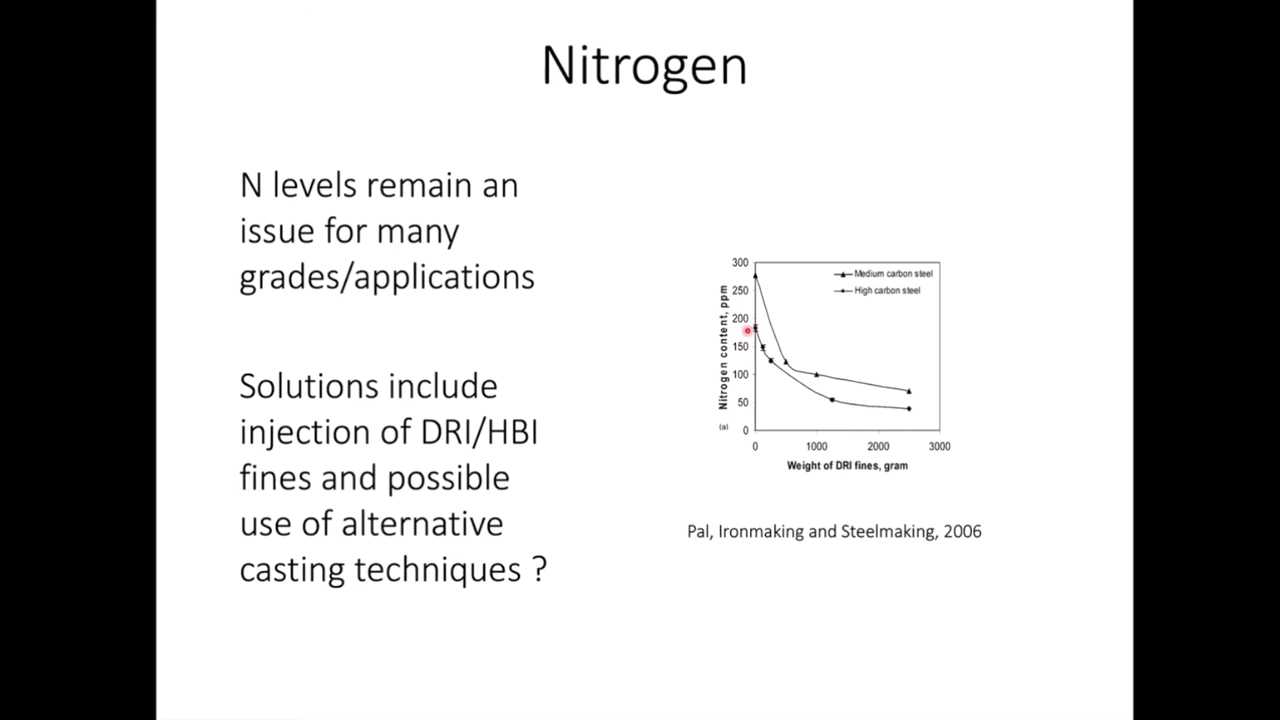 Nitrogen
N levels remain an
issue for many
grades/applications
Solutions include
injection of DRI/HBI
fines and possible
use of alternative
casting techniques ?
300
250
200
150
100
50
0
Nitrogen content, ppm
(a)
Medium carbon steel
High carbon steel
0 1000 2000 3000
Weight of DRI fines, gram
Pal, Ironmaking and Steelmaking, 2006